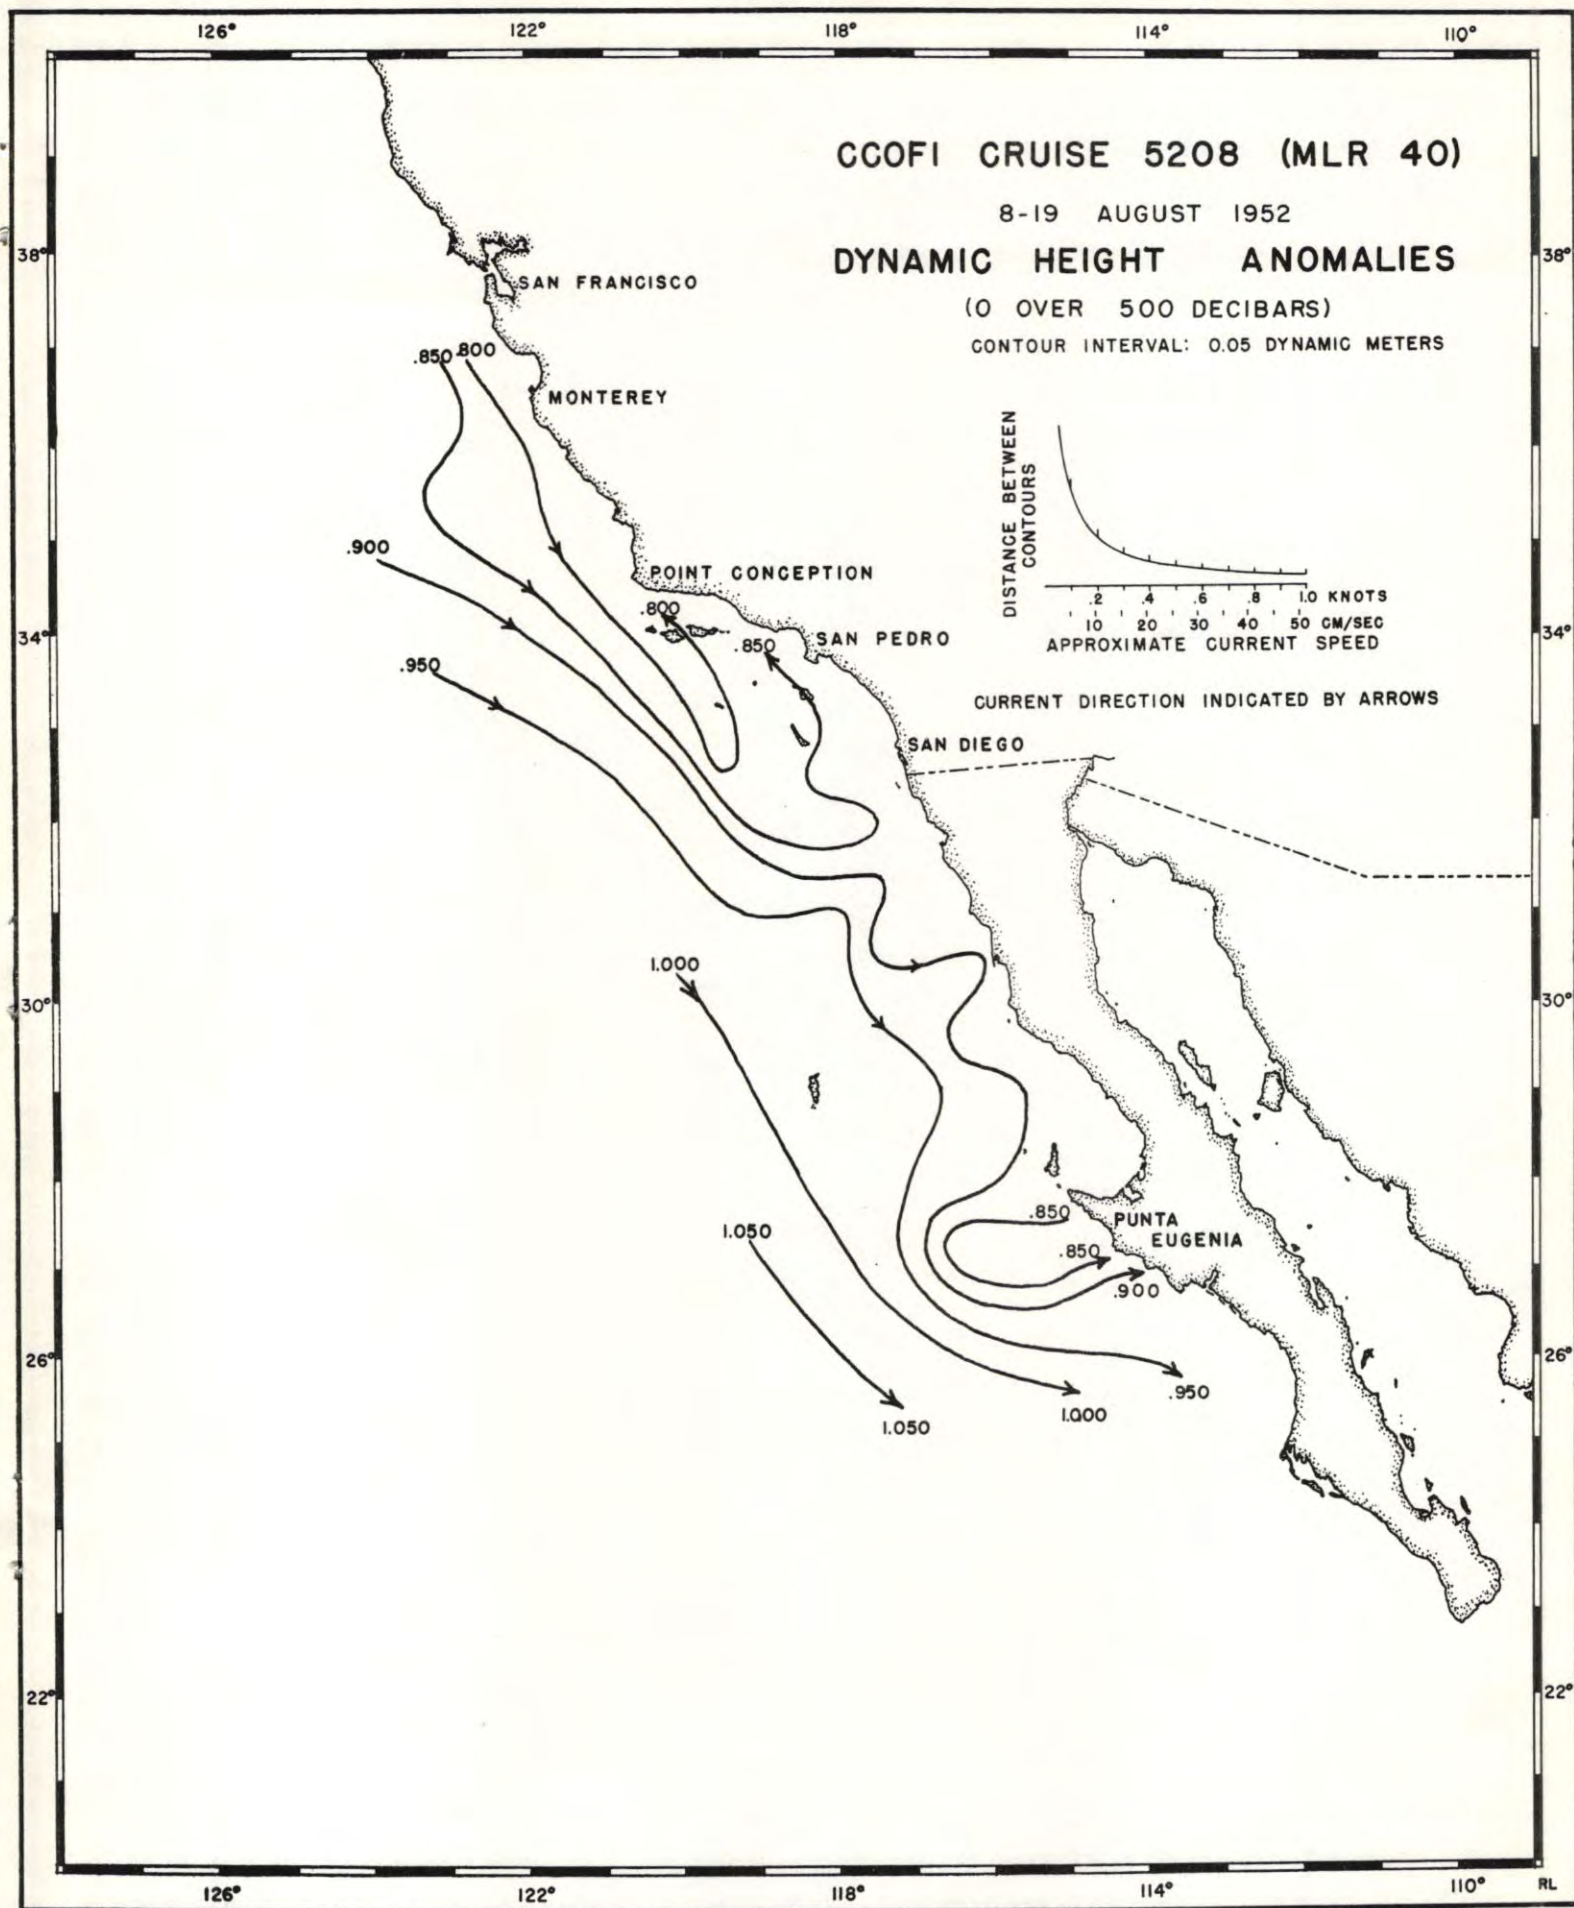 126° 122° 118° 114° 110°
CCOFI CRUISE 5208 (MLR 40)
8-19 AUGUST 1952
DYNAMIC HEIGHT ANOMALIES
(0 OVER 500 DECIBARS)
CONTOUR INTERVAL: 0.05 DYNAMIC METERS
38° 38°
SAN FRANCISCO
.850 .800
MONTEREY
DISTANCE BETWEEN
CONTOURS
.2 .4 .6 .8 1.0 KNOTS
10 20 30 40 50 CM/SEC
APPROXIMATE CURRENT SPEED
.900
POINT CONCEPTION
.800
34° 34°
SAN PEDRO
.850
.950
CURRENT DIRECTION INDICATED BY ARROWS
SAN DIEGO
1.000
30° 30°
.850
PUNTA
EUGENIA
1.050
.850
.900
26° 26°
.950
1.000
1.050
22° 22°
126° 122° 118° 114° 110°
RL